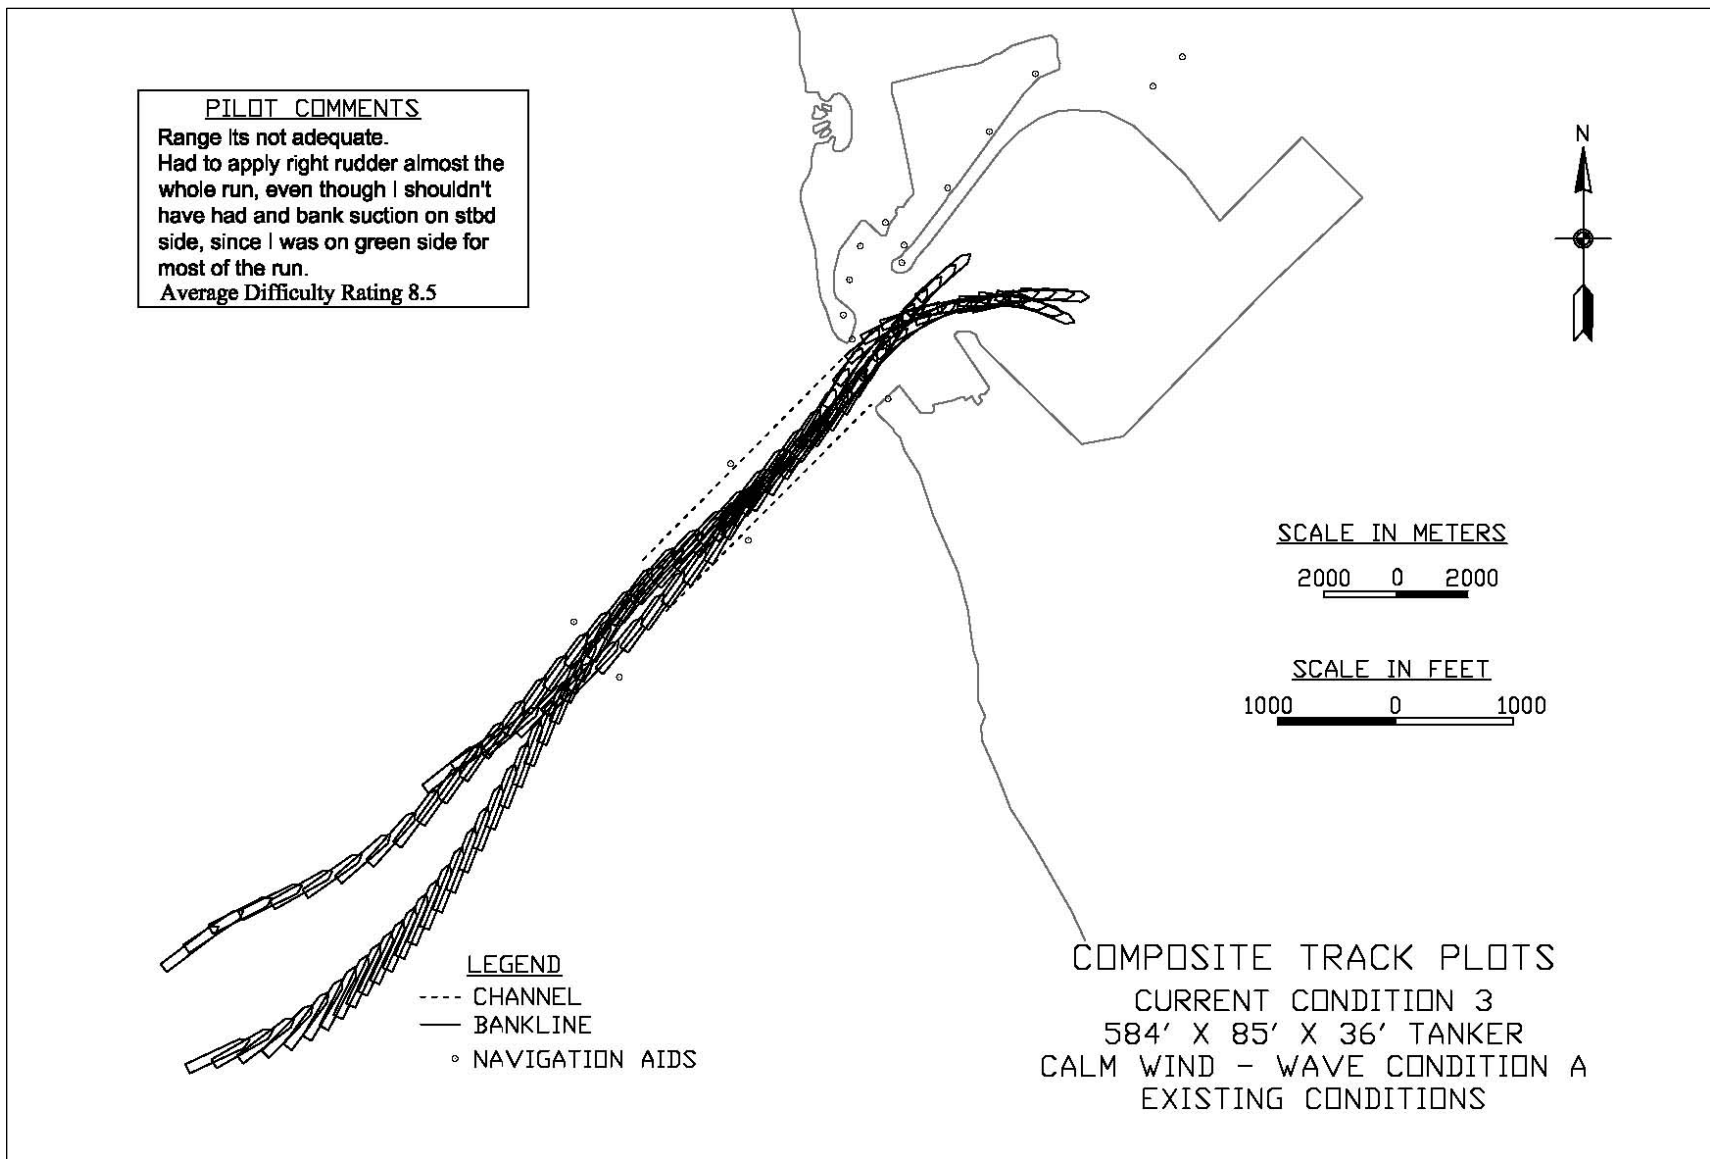 PILOT COMMENTS
Range lts not adequate.
Had to apply right rudder almost the
whole run, even though I shouldn't
have had and bank suction on stbd
side, since I was on green side for
most of the run.
Average Difficulty Rating 8.5
N
SCALE IN METERS
2000 0 2000
SCALE IN FEET
1000 0 1000
LEGEND
CHANNEL
BANKLINE
NAVIGATION AIDS
COMPOSITE TRACK PLOTS
CURRENT CONDITION 3
584' X 85' X 36' TANKER
CALM WIND - WAVE CONDITION A
EXISTING CONDITIONS